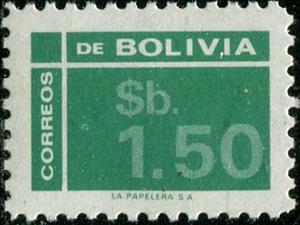 CORREOS
DE BOLIVIA
$b.
1.50
LA PAPELERA S A